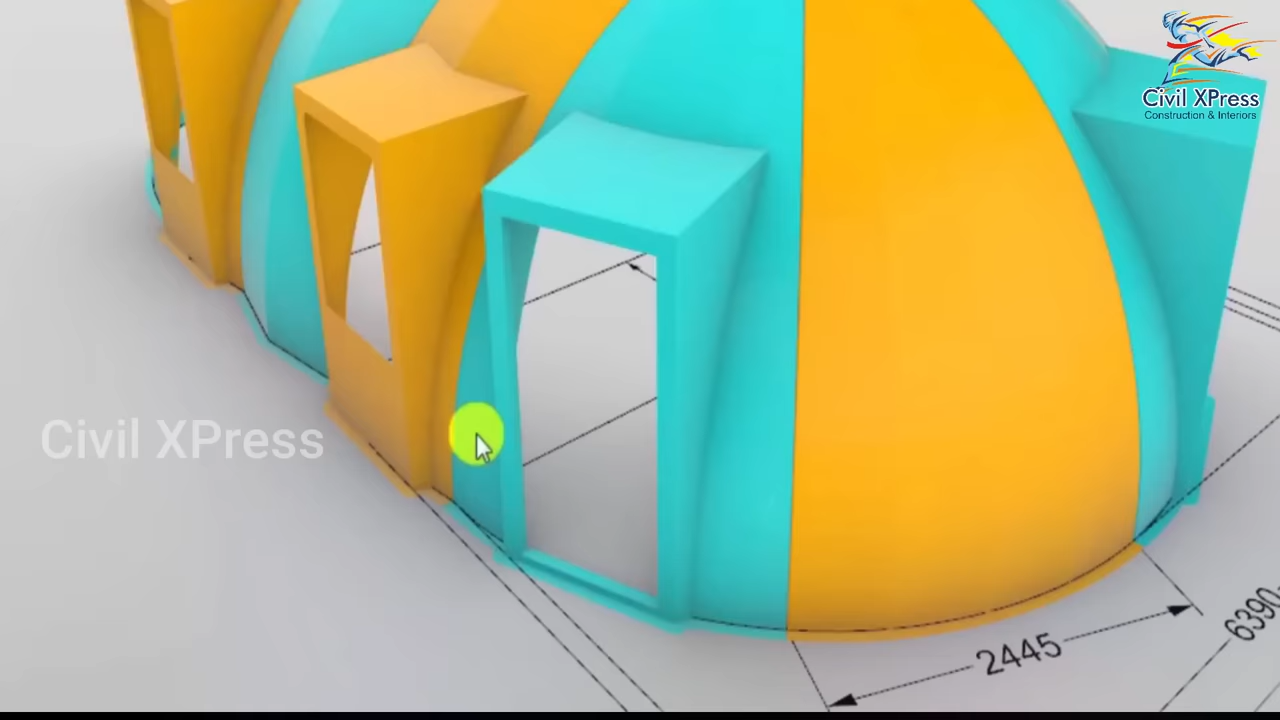 Civil XPress
Construction & Interiors
Civil XPress
2445
6390